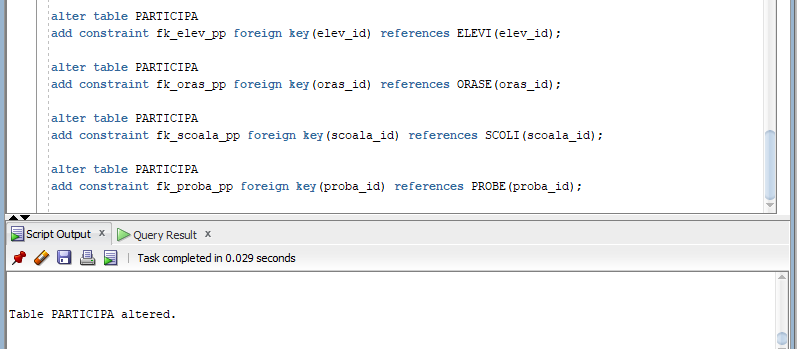 alter table PARTICIPA
add constraint fk_elev_pp foreign key(elev_id) references ELEVI(elev_id);
alter table PARTICIPA
add constraint fk_oras_pp foreign key(oras_id) references ORASE(oras_id);
alter table PARTICIPA
add constraint fk_scoala_pp foreign key(scoala_id) references SCOLI(scoala_id);
alter table PARTICIPA
add constraint fk_proba_pp foreign key(proba_id) references PROBE(proba_id);
Script Output x Query Result x
Task completed in 0.029 seconds
Table PARTICIPA altered.